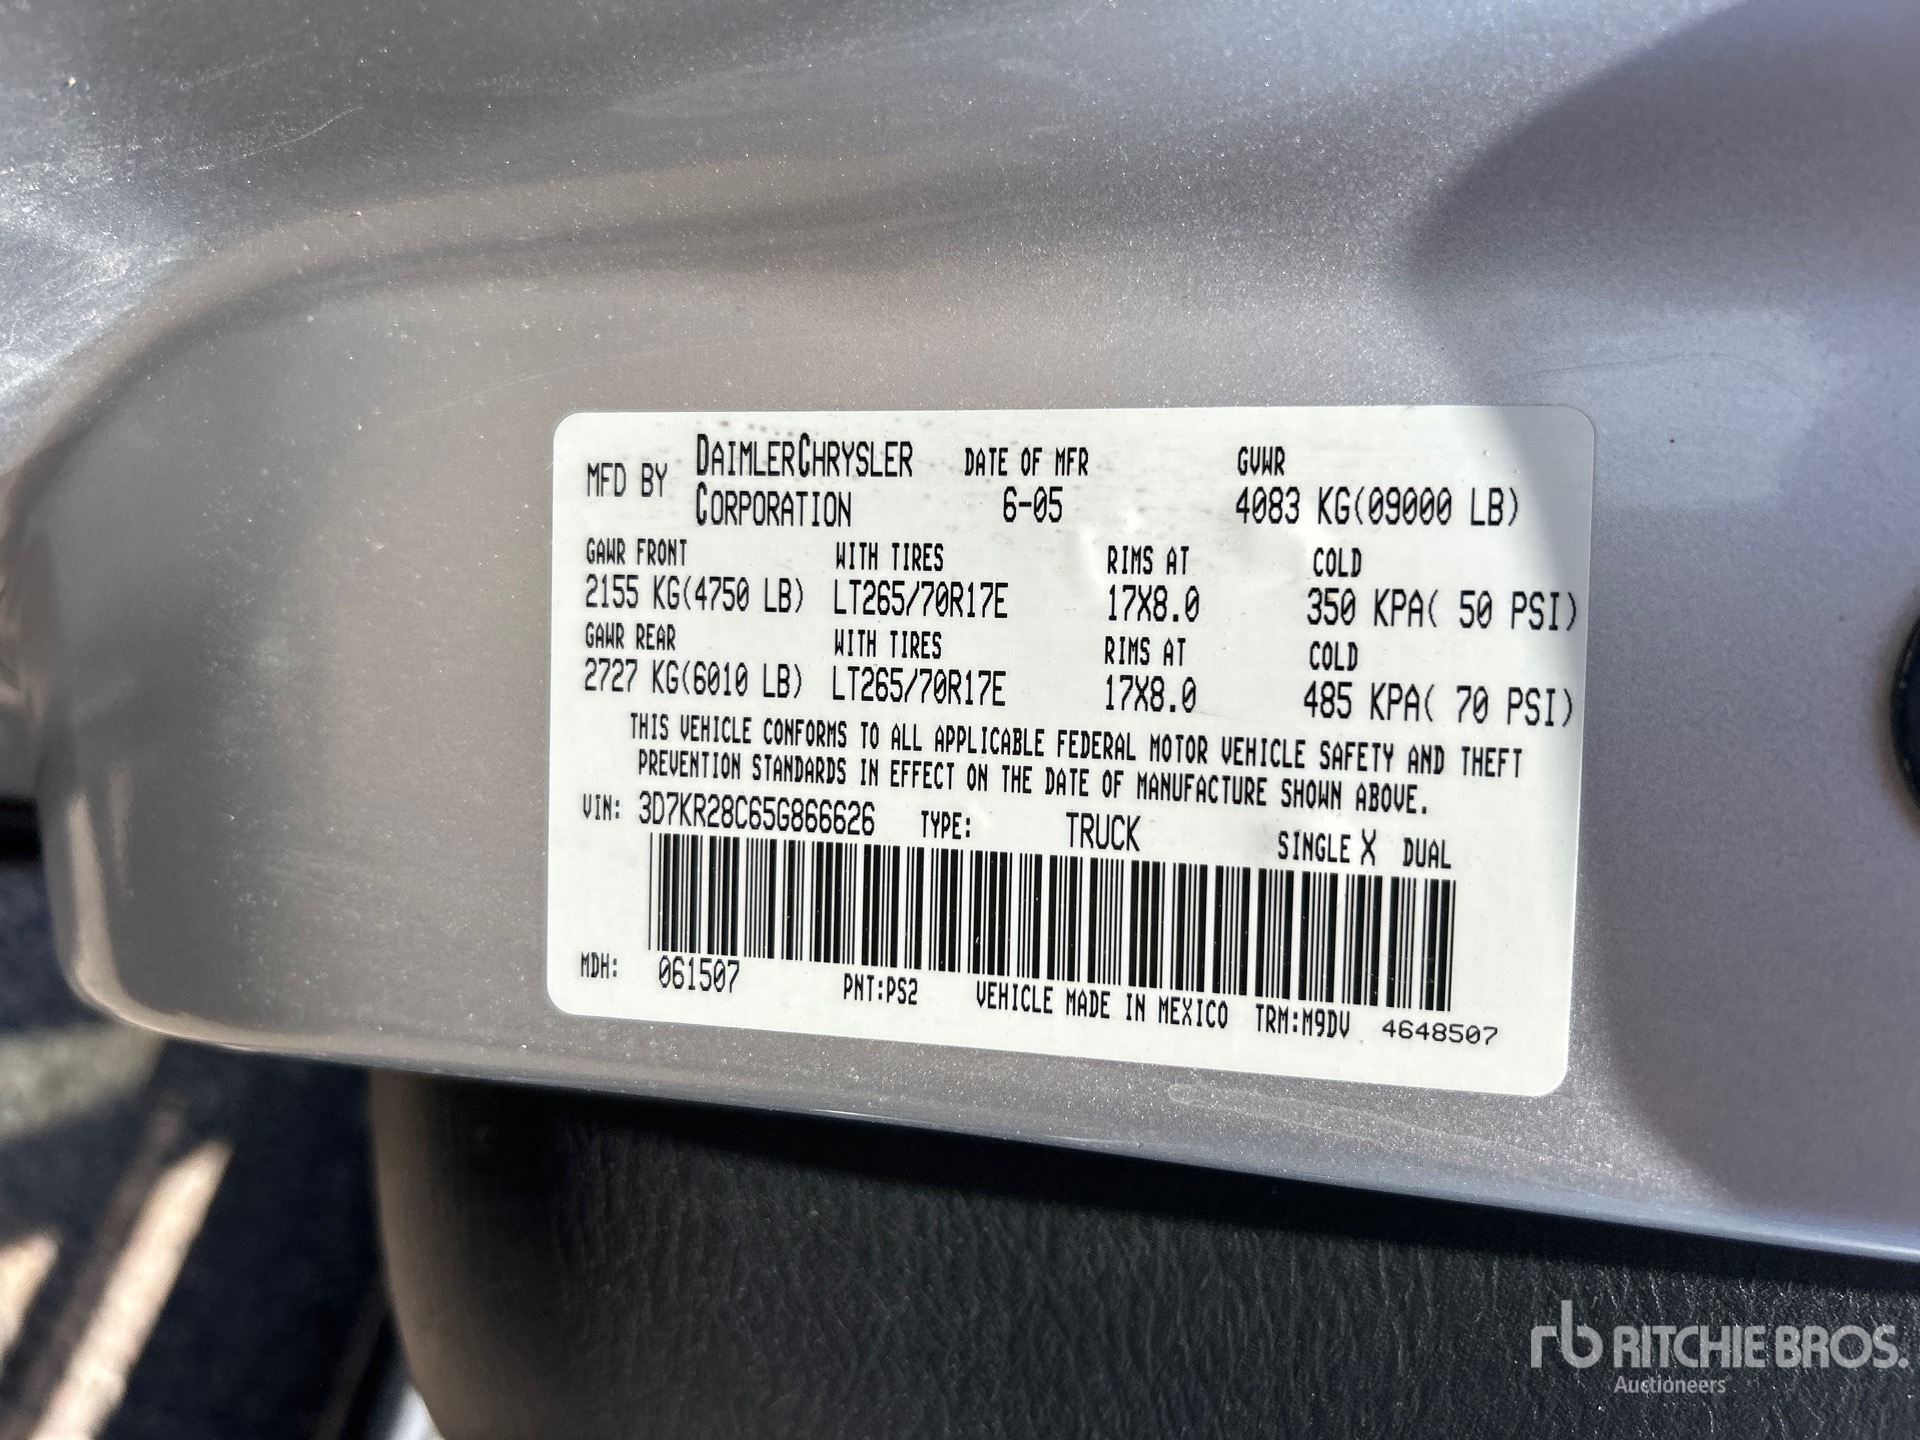 MFD BY DAIMLERCHRYSLER CORPORATION DATE OF MFR 6-05 GVWR 4083 KG(09000 LB)
GAWR FRONT WITH TIRES RIMS AT COLD
2155 KG(4750 LB) LT265/70R17E 17X8.0 350 KPA( 50 PSI)
GAWR REAR WITH TIRES RIMS AT COLD
2727 KG(6010 LB) LT265/70R17E 17X8.0 485 KPA( 70 PSI)
THIS VEHICLE CONFORMS TO ALL APPLICABLE FEDERAL MOTOR VEHICLE SAFETY AND THEFT
PREVENTION STANDARDS IN EFFECT ON THE DATE OF MANUFACTURE SHOWN ABOVE.
VIN: 3D7KR28C65G866626 TYPE: TRUCK SINGLE X DUAL
MDH: 061507 PNT:PS2 VEHICLE MADE IN MEXICO TRM:M9DV 4648507
rb RITCHIE BROS.
Auctioneers